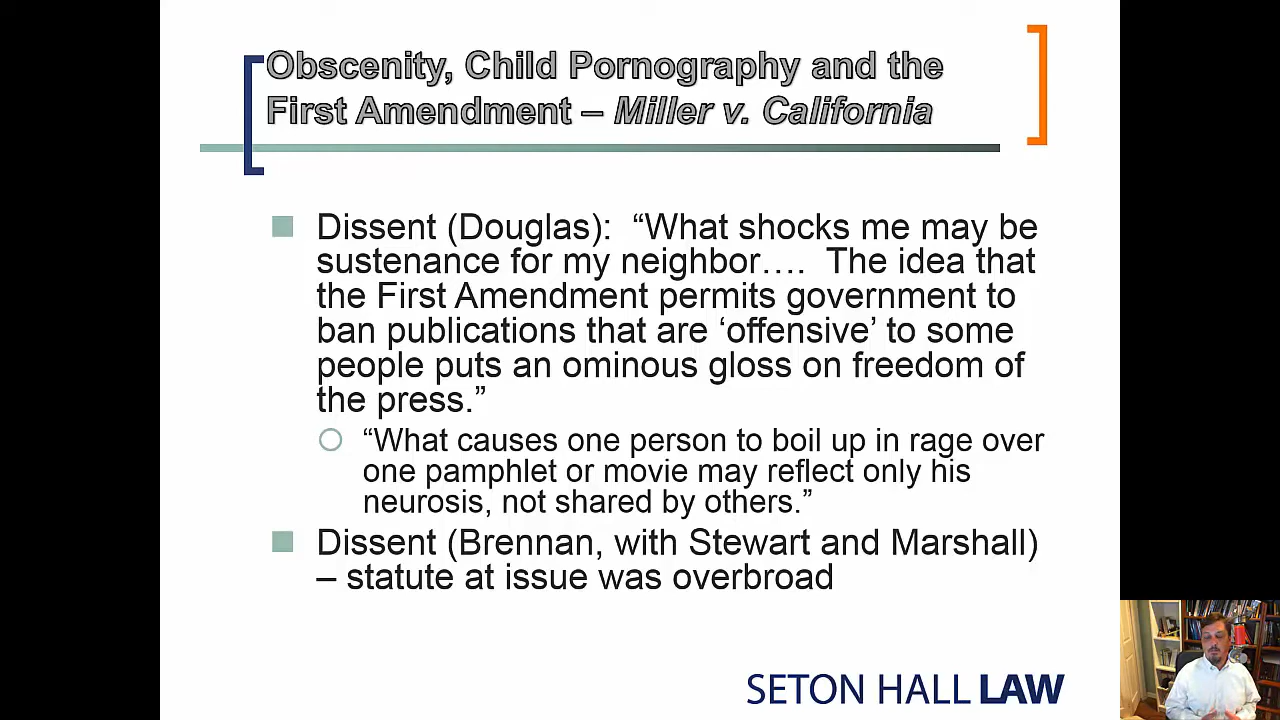 Obscenity, Child Pornography and the
First Amendment – Miller v. California
Dissent (Douglas): “What shocks me may be
sustenance for my neighbor…. The idea that
the First Amendment permits government to
ban publications that are ‘offensive’ to some
people puts an ominous gloss on freedom of
the press.”
“What causes one person to boil up in rage over
one pamphlet or movie may reflect only his
neurosis, not shared by others.”
Dissent (Brennan, with Stewart and Marshall)
– statute at issue was overbroad
SETON HALL LAW